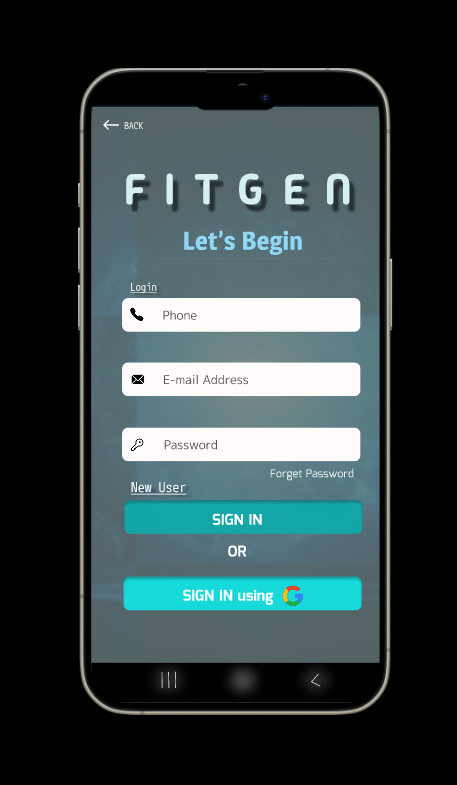 BACK
FITGEN
Let's Begin
Login
Phone
E-mail Address
Password
Forget Password
New User
SIGN IN
OR
SIGN IN using G